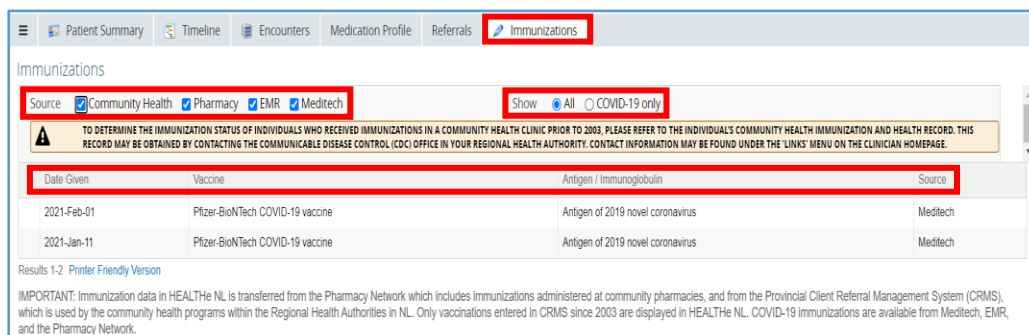 Patient Summary Timeline Encounters Medication Profile Referrals Immunizations
Immunizations
Source Community Health Pharmacy EMR Meditech Show All COVID-19 only
TO DETERMINE THE IMMUNIZATION STATUS OF INDIVIDUALS WHO RECEIVED IMMUNIZATIONS IN A COMMUNITY HEALTH CLINIC PRIOR TO 2003, PLEASE REFER TO THE INDIVIDUAL'S COMMUNITY HEALTH IMMUNIZATION AND HEALTH RECORD. THIS
RECORD MAY BE OBTAINED BY CONTACTING THE COMMUNICABLE DISEASE CONTROL (CDC) OFFICE IN YOUR REGIONAL HEALTH AUTHORITY. CONTACT INFORMATION MAY BE FOUND UNDER THE 'LINKS' MENU ON THE CLINICIAN HOMEPAGE.
Date Given Vaccine Antigen / Immunoglobulin Source
2021-Feb-01 Pfizer-BioNTech COVID-19 vaccine Antigen of 2019 novel coronavirus Meditech
2021-Jan-11 Pfizer-BioNTech COVID-19 vaccine Antigen of 2019 novel coronavirus Meditech
Results 1-2 Printer Friendly Version
IMPORTANT: Immunization data in HEALTHe NL is transferred from the Pharmacy Network which includes immunizations administered at community pharmacies, and from the Provincial Client Referral Management System (CRMS),
which is used by the community health programs within the Regional Health Authorities in NL. Only vaccinations entered in CRMS since 2003 are displayed in HEALTHe NL. COVID-19 immunizations are available from Meditech, EMR,
and the Pharmacy Network.